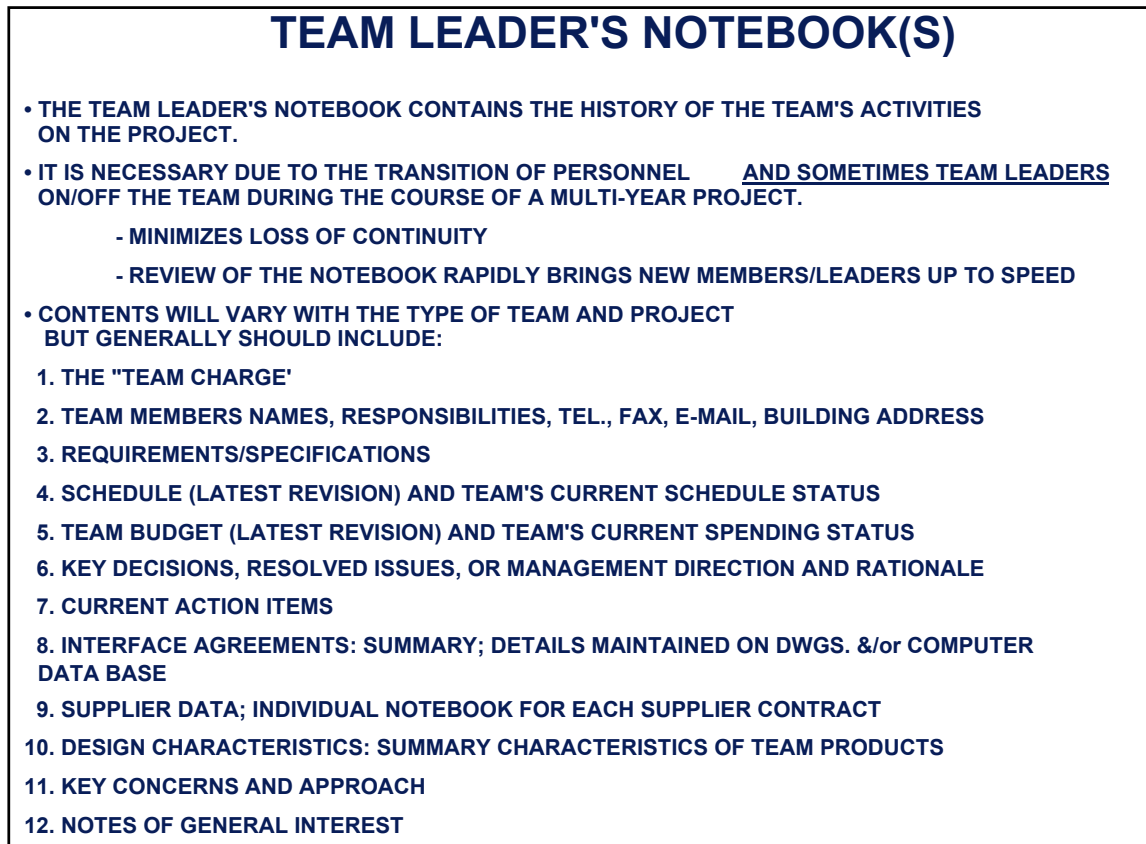 TEAM LEADER'S NOTEBOOK(S)
• THE TEAM LEADER'S NOTEBOOK CONTAINS THE HISTORY OF THE TEAM'S ACTIVITIES
ON THE PROJECT.
• IT IS NECESSARY DUE TO THE TRANSITION OF PERSONNEL AND SOMETIMES TEAM LEADERS
ON/OFF THE TEAM DURING THE COURSE OF A MULTI-YEAR PROJECT.
- MINIMIZES LOSS OF CONTINUITY
- REVIEW OF THE NOTEBOOK RAPIDLY BRINGS NEW MEMBERS/LEADERS UP TO SPEED
• CONTENTS WILL VARY WITH THE TYPE OF TEAM AND PROJECT
BUT GENERALLY SHOULD INCLUDE:
1. THE "TEAM CHARGE'
2. TEAM MEMBERS NAMES, RESPONSIBILITIES, TEL., FAX, E-MAIL, BUILDING ADDRESS
3. REQUIREMENTS/SPECIFICATIONS
4. SCHEDULE (LATEST REVISION) AND TEAM'S CURRENT SCHEDULE STATUS
5. TEAM BUDGET (LATEST REVISION) AND TEAM'S CURRENT SPENDING STATUS
6. KEY DECISIONS, RESOLVED ISSUES, OR MANAGEMENT DIRECTION AND RATIONALE
7. CURRENT ACTION ITEMS
8. INTERFACE AGREEMENTS: SUMMARY; DETAILS MAINTAINED ON DWGS. &/or COMPUTER
DATA BASE
9. SUPPLIER DATA; INDIVIDUAL NOTEBOOK FOR EACH SUPPLIER CONTRACT
10. DESIGN CHARACTERISTICS: SUMMARY CHARACTERISTICS OF TEAM PRODUCTS
11. KEY CONCERNS AND APPROACH
12. NOTES OF GENERAL INTEREST